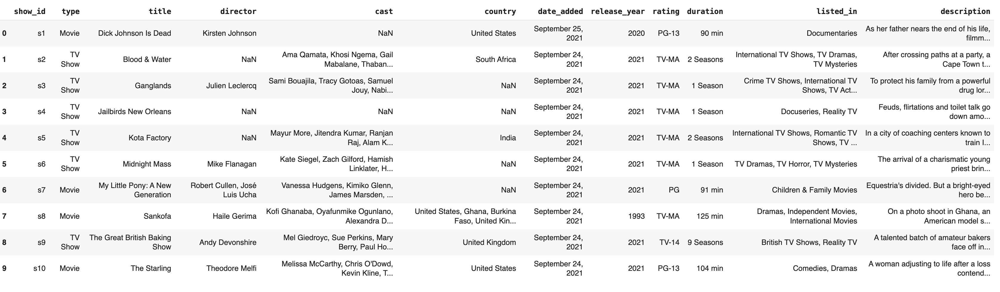 show_id type title director cast country date_added release_year rating duration listed_in description
0 s1 Movie Dick Johnson Is Dead Kirsten Johnson NaN United States September 25, 2021 2020 PG-13 90 min Documentaries As her father nears the end of his life, filmm...
1 s2 TV Show Blood & Water NaN Ama Qamata, Khosi Ngema, Gail Mabalane, Thaban... South Africa September 24, 2021 2021 TV-MA 2 Seasons International TV Shows, TV Dramas, TV Mysteries After crossing paths at a party, a Cape Town t...
2 s3 TV Show Ganglands Julien Leclercq Sami Bouajila, Tracy Gotoas, Samuel Jouy, Nabi... NaN September 24, 2021 2021 TV-MA 1 Season Crime TV Shows, International TV Shows, TV Act... To protect his family from a powerful drug lor...
3 s4 TV Show Jailbirds New Orleans NaN NaN NaN September 24, 2021 2021 TV-MA 1 Season Docuseries, Reality TV Feuds, flirtations and toilet talk go down amo...
4 s5 TV Show Kota Factory NaN Mayur More, Jitendra Kumar, Ranjan Raj, Alam K... India September 24, 2021 2021 TV-MA 2 Seasons International TV Shows, Romantic TV Shows, TV ... In a city of coaching centers known to train I...
5 s6 TV Show Midnight Mass Mike Flanagan Kate Siegel, Zach Gilford, Hamish Linklater, H... NaN September 24, 2021 2021 TV-MA 1 Season TV Dramas, TV Horror, TV Mysteries The arrival of a charismatic young priest brin...
6 s7 Movie My Little Pony: A New Generation Robert Cullen, José Luis Ucha Vanessa Hudgens, Kimiko Glenn, James Marsden, ... NaN September 24, 2021 2021 PG 91 min Children & Family Movies Equestria's divided. But a bright-eyed hero be...
7 s8 Movie Sankofa Haile Gerima Kofi Ghanaba, Oyafunmike Ogunlano, Alexandra D... United States, Ghana, Burkina Faso, United Kin... September 24, 2021 1993 TV-MA 125 min Dramas, Independent Movies, International Movies On a photo shoot in Ghana, an American model s...
8 s9 TV Show The Great British Baking Show Andy Devonshire Mel Giedroyc, Sue Perkins, Mary Berry, Paul Ho... United Kingdom September 24, 2021 2021 TV-14 9 Seasons British TV Shows, Reality TV A talented batch of amateur bakers face off in...
9 s10 Movie The Starling Theodore Melfi Melissa McCarthy, Chris O'Dowd, Kevin Kline, T... United States September 24, 2021 2021 PG-13 104 min Comedies, Dramas A woman adjusting to life after a loss contend...